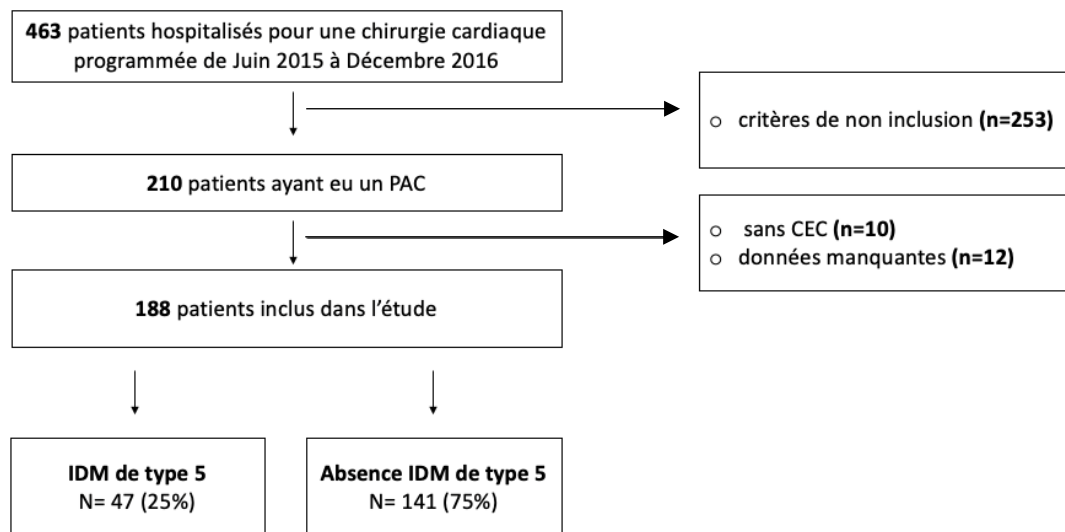 463 patients hospitalisés pour une chirurgie cardiaque
programmée de Juin 2015 à Décembre 2016
○ critères de non inclusion (n=253)
210 patients ayant eu un PAC
○ sans CEC (n=10)
○ données manquantes (n=12)
188 patients inclus dans l’étude
IDM de type 5
N= 47 (25%)
Absence IDM de type 5
N= 141 (75%)